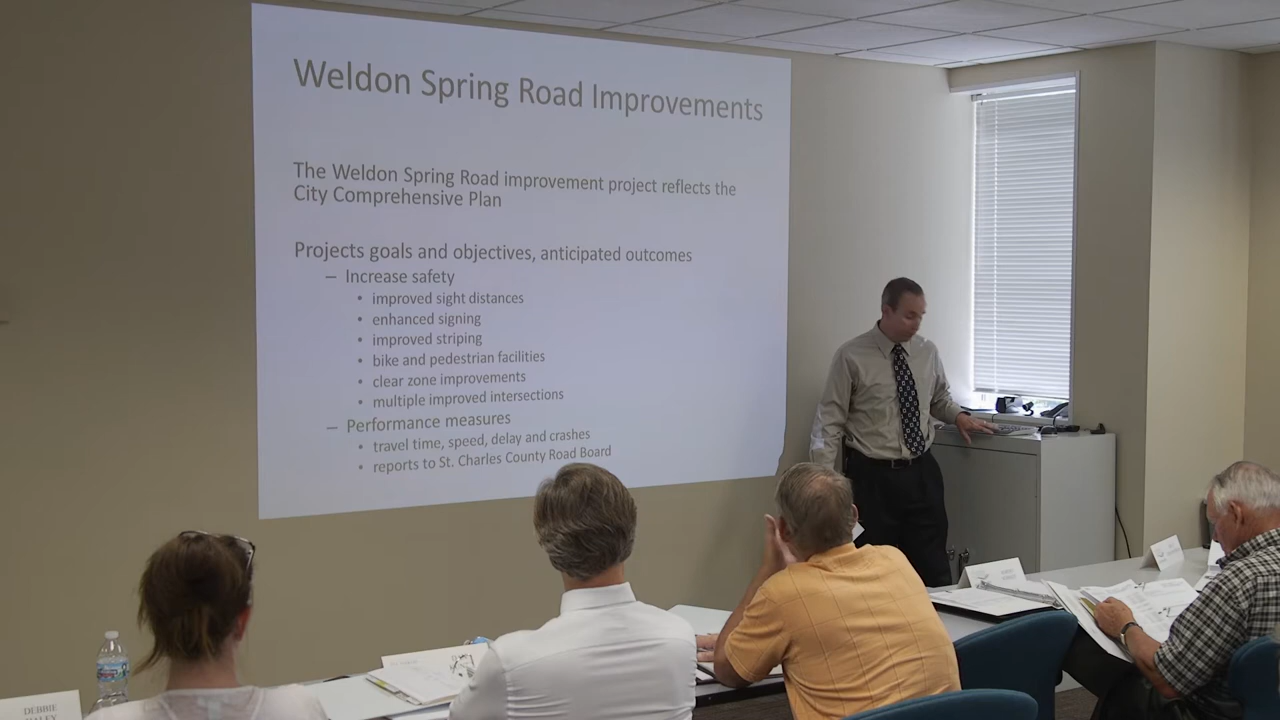 Weldon Spring Road Improvements
The Weldon Spring Road improvement project reflects the
City Comprehensive Plan
Projects goals and objectives, anticipated outcomes
– Increase safety
• improved sight distances
• enhanced signing
• improved striping
• bike and pedestrian facilities
• clear zone improvements
• multiple improved intersections
– Performance measures
• travel time, speed, delay and crashes
• reports to St. Charles County Road Board
DEBBIE
HALEY